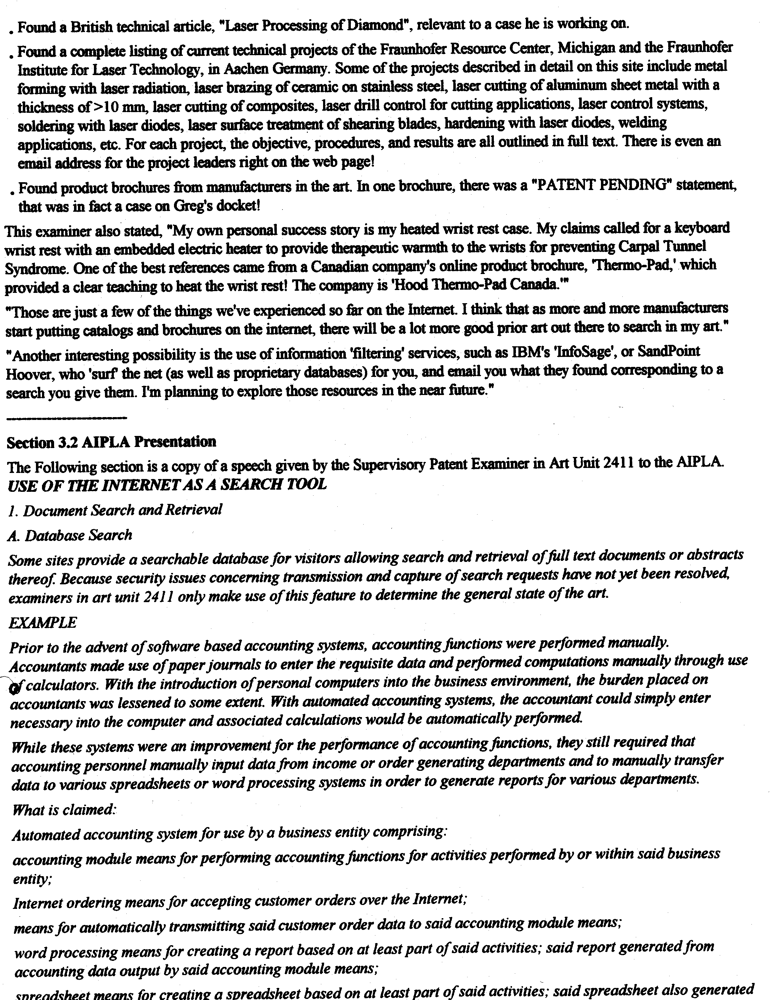 . Found a British technical article, "Laser Processing of Diamond", relevant to a case he is working on.
. Found a complete listing of current technical projects of the Fraunhofer Resource Center, Michigan and the Fraunhofer
Institute for Laser Technology, in Aachen Germany. Some of the projects described in detail on this site include metal
forming with laser radiation, laser brazing of ceramic on stainless steel, laser cutting of aluminum sheet metal with a
thickness of >10 mm, laser cutting of composites, laser drill control for cutting applications, laser control systems,
soldering with laser diodes, laser surface treatment of shearing blades, hardening with laser diodes, welding
applications, etc. For each project, the objective, procedures, and results are all outlined in full text. There is even an
email address for the project leaders right on the web page!
. Found product brochures from manufacturers in the art. In one brochure, there was a "PATENT PENDING" statement,
that was in fact a case on Greg's docket!
This examiner also stated, "My own personal success story is my heated wrist rest case. My claims called for a keyboard
wrist rest with an embedded electric heater to provide therapeutic warmth to the wrists for preventing Carpal Tunnel
Syndrome. One of the best references came from a Canadian company's online product brochure, 'Thermo-Pad,' which
provided a clear teaching to heat the wrist rest! The company is 'Hood Thermo-Pad Canada.'"
"Those are just a few of the things we've experienced so far on the Internet. I think that as more and more manufacturers
start putting catalogs and brochures on the internet, there will be a lot more good prior art out there to search in my art."
"Another interesting possibility is the use of information 'filtering' services, such as IBM's 'InfoSage', or SandPoint
Hoover, who 'surf' the net (as well as proprietary databases) for you, and email you what they found corresponding to a
search you give them. I'm planning to explore those resources in the near future."
Section 3.2 AIPLA Presentation
The Following section is a copy of a speech given by the Supervisory Patent Examiner in Art Unit 2411 to the AIPLA.
USE OF THE INTERNET AS A SEARCH TOOL
1. Document Search and Retrieval
A. Database Search
Some sites provide a searchable database for visitors allowing search and retrieval of full text documents or abstracts
thereof. Because security issues concerning transmission and capture of search requests have not yet been resolved,
examiners in art unit 2411 only make use of this feature to determine the general state of the art.
EXAMPLE
Prior to the advent of software based accounting systems, accounting functions were performed manually.
Accountants made use of paper journals to enter the requisite data and performed computations manually through use
of calculators. With the introduction of personal computers into the business environment, the burden placed on
accountants was lessened to some extent. With automated accounting systems, the accountant could simply enter
necessary into the computer and associated calculations would be automatically performed.
While these systems were an improvement for the performance of accounting functions, they still required that
accounting personnel manually input data from income or order generating departments and to manually transfer
data to various spreadsheets or word processing systems in order to generate reports for various departments.
What is claimed:
Automated accounting system for use by a business entity comprising:
accounting module means for performing accounting functions for activities performed by or within said business
entity;
Internet ordering means for accepting customer orders over the Internet;
means for automatically transmitting said customer order data to said accounting module means;
word processing means for creating a report based on at least part of said activities; said report generated from
accounting data output by said accounting module means;
spreadsheet means for creating a spreadsheet based on at least part of said activities; said spreadsheet also generated